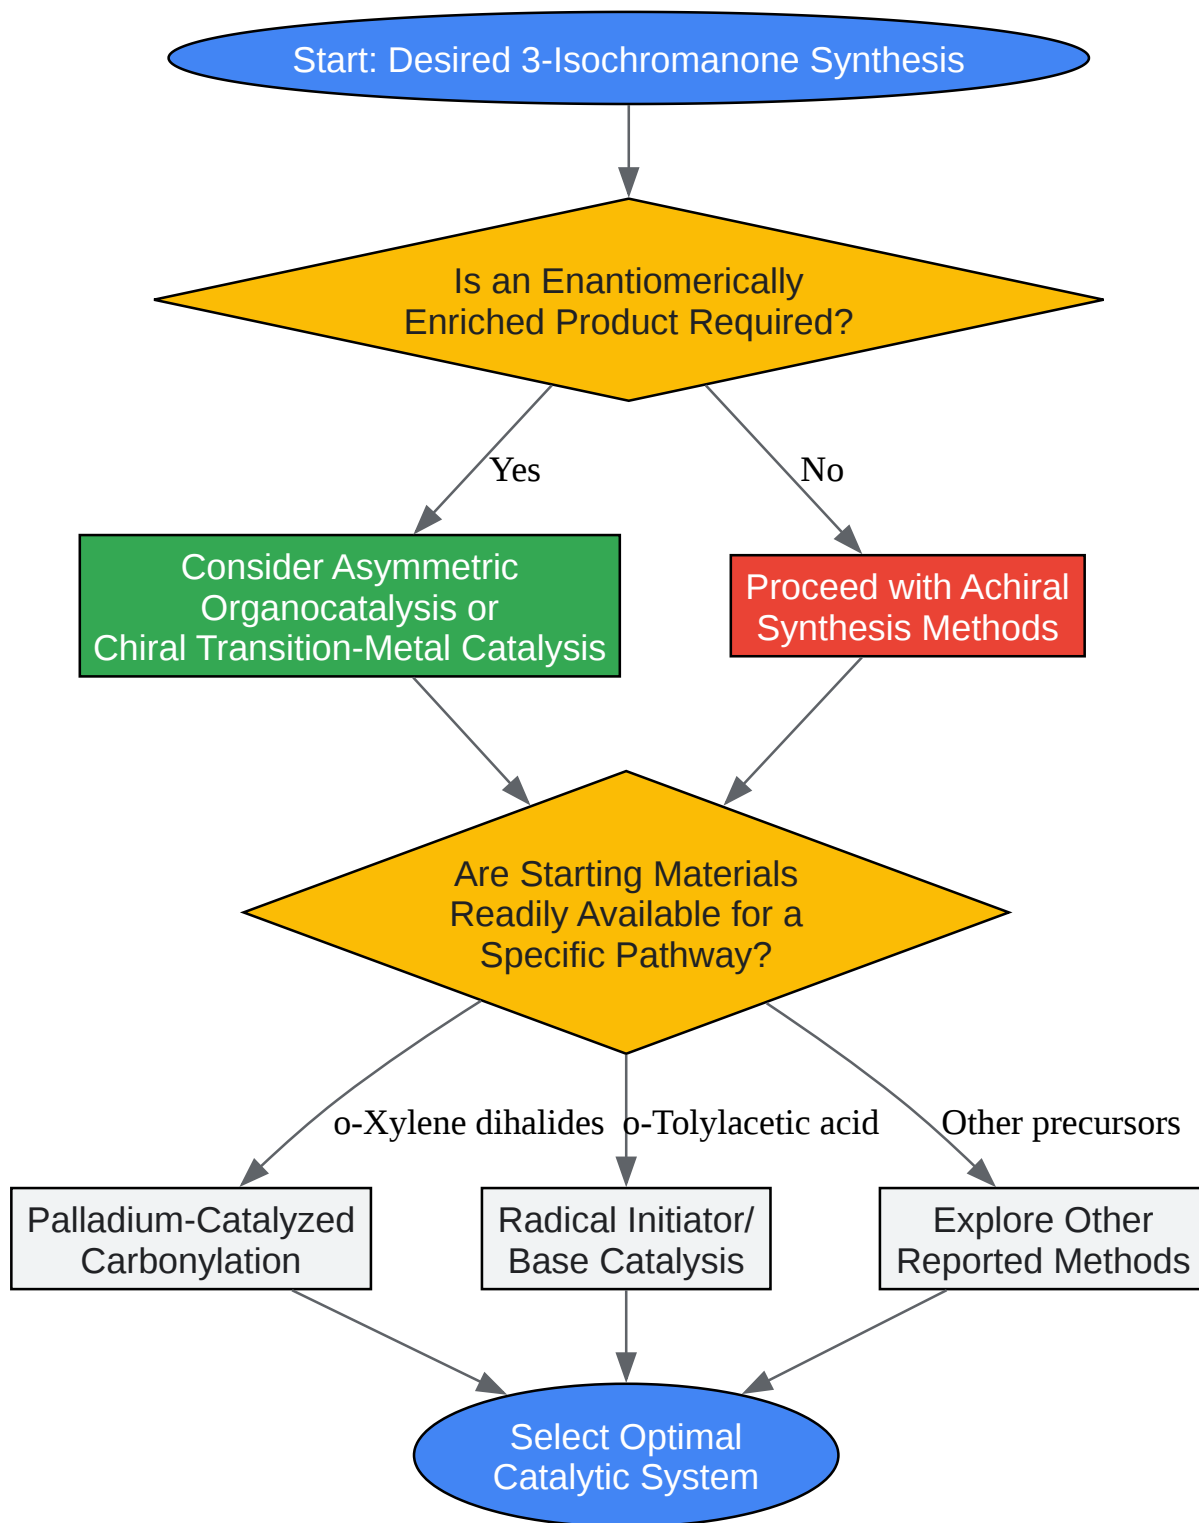 Start: Desired 3-Isochromanone Synthesis
Is an Enantiomerically
Enriched Product Required?
Yes
No
Consider Asymmetric
Organocatalysis or
Chiral Transition-Metal Catalysis
Proceed with Achiral
Synthesis Methods
Are Starting Materials
Readily Available for a
Specific Pathway?
o-Xylene dihalides
o-Tolylacetic acid
Other precursors
Palladium-Catalyzed
Carbonylation
Radical Initiator/
Base Catalysis
Explore Other
Reported Methods
Select Optimal
Catalytic System